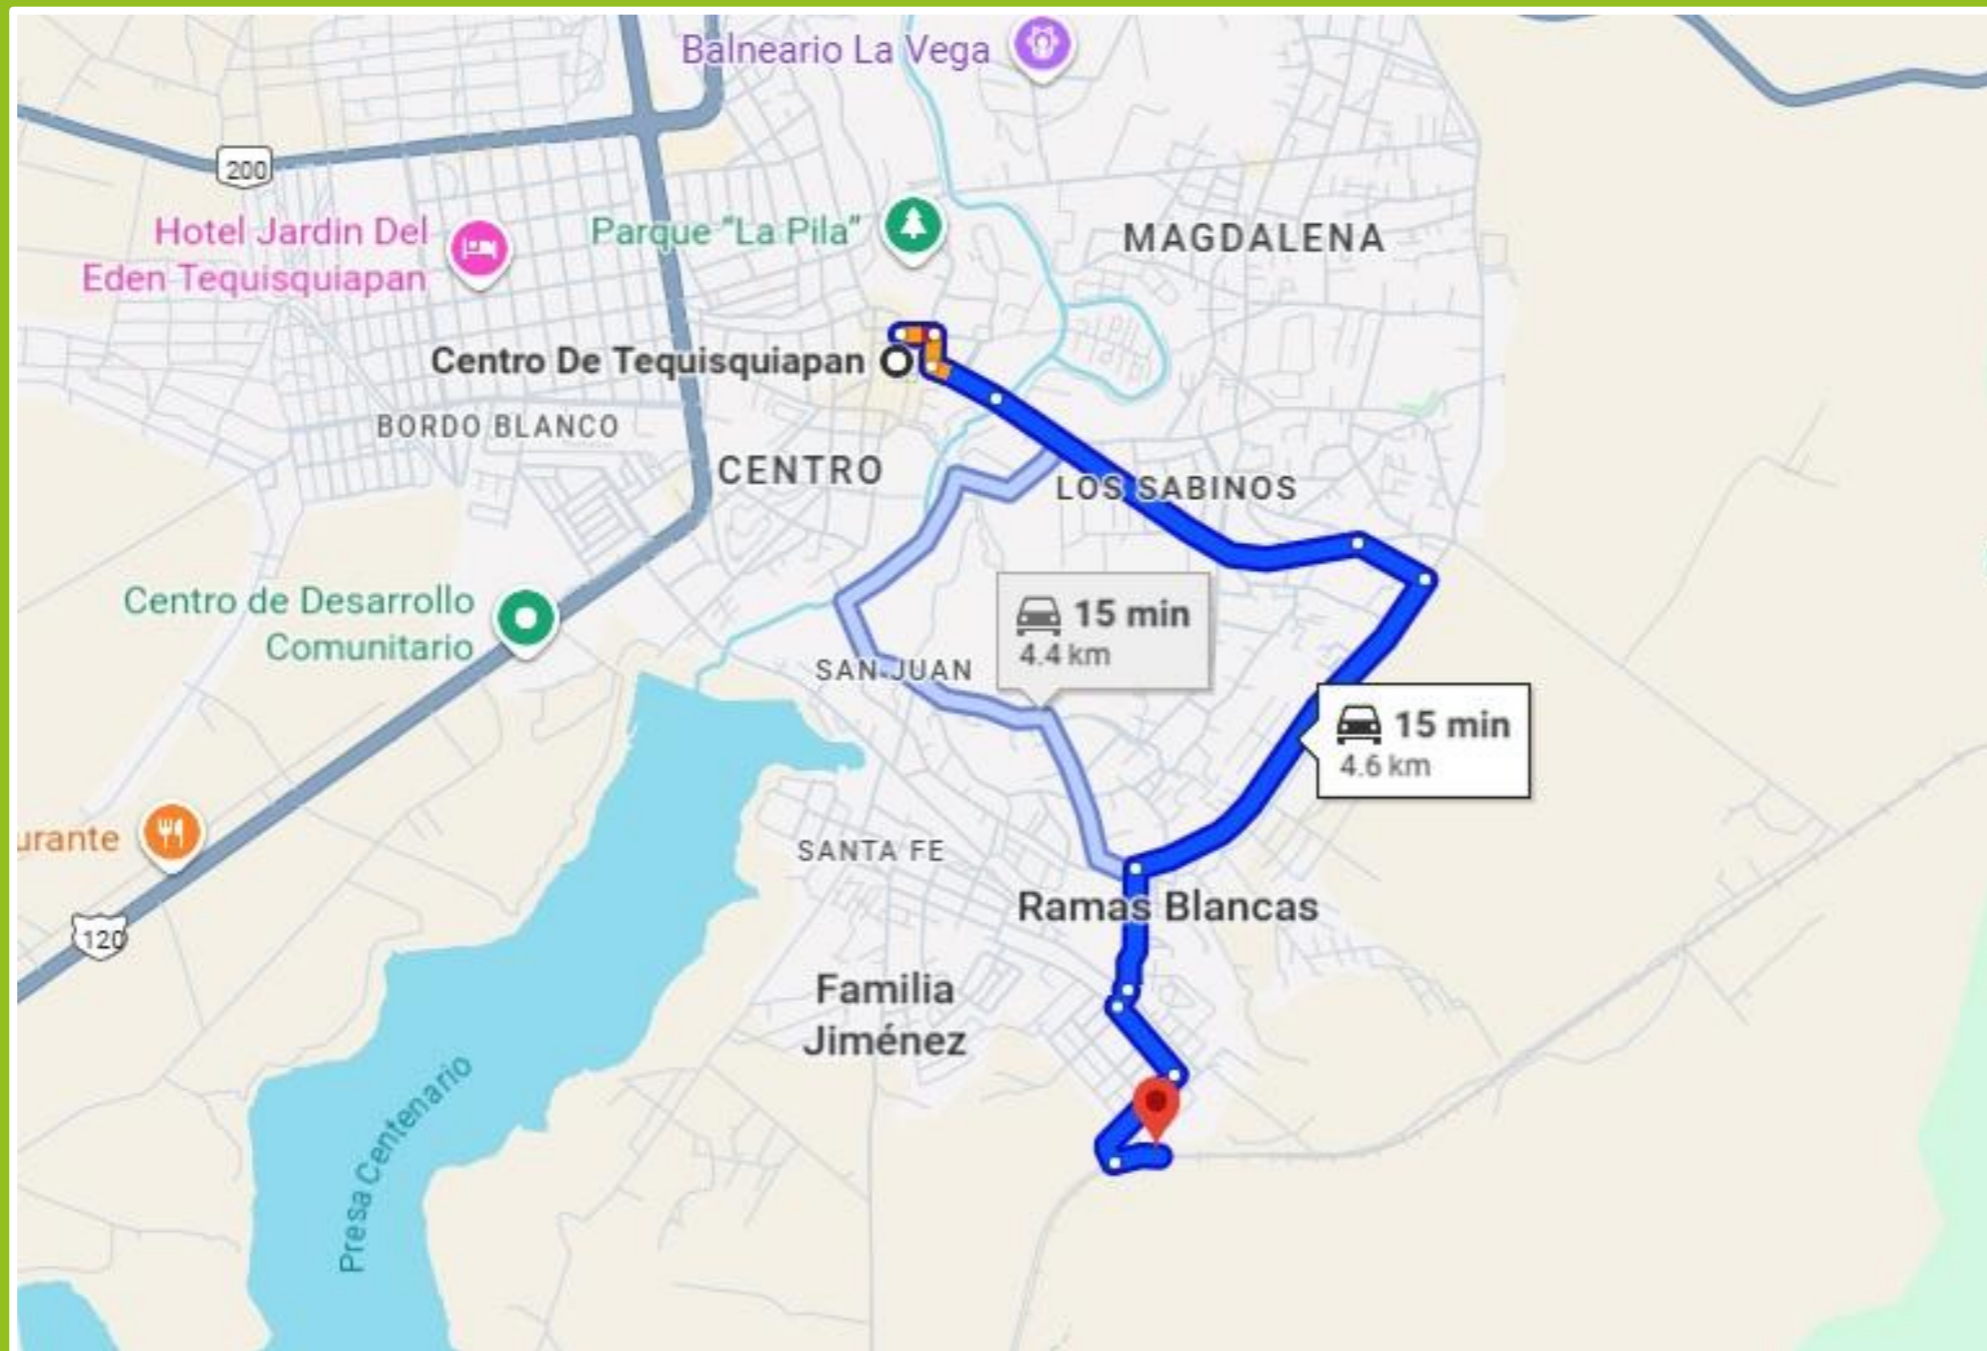 Balneario La Vega
200
Hotel Jardin Del
Eden Tequisquiapan
Parque "La Pila"
MAGDALENA
Centro De Tequisquiapan
BORDO BLANCO
CENTRO
LOS SABINOS
Centro de Desarrollo
Comunitario
15 min
4.4 km
SAN JUAN
15 min
4.6 km
urante
SANTA FE
Ramas Blancas
120
Familia
Jiménez
Presa Centenario